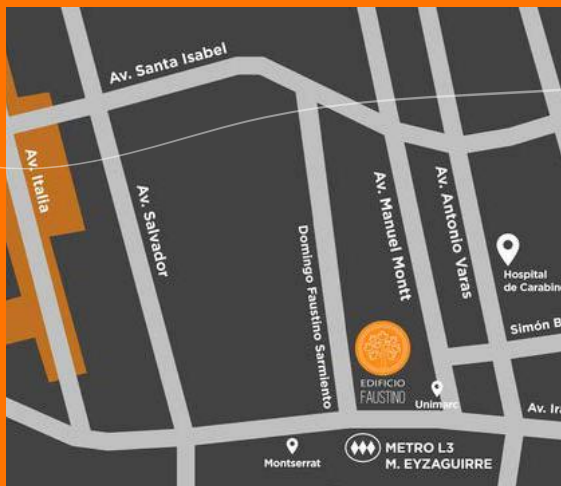 Av. Santa Isabel
Av. Italia
Av. Salvador
Domingo Faustino Sarmiento
Av. Manuel Montt
Av. Antonio Varas
Hospital
de Carabine
Simón B
EDIFICIO
FAUSTINO
Unimarc
Av. Ira
Montserrat
METRO L3
M. EYZAGUIRRE